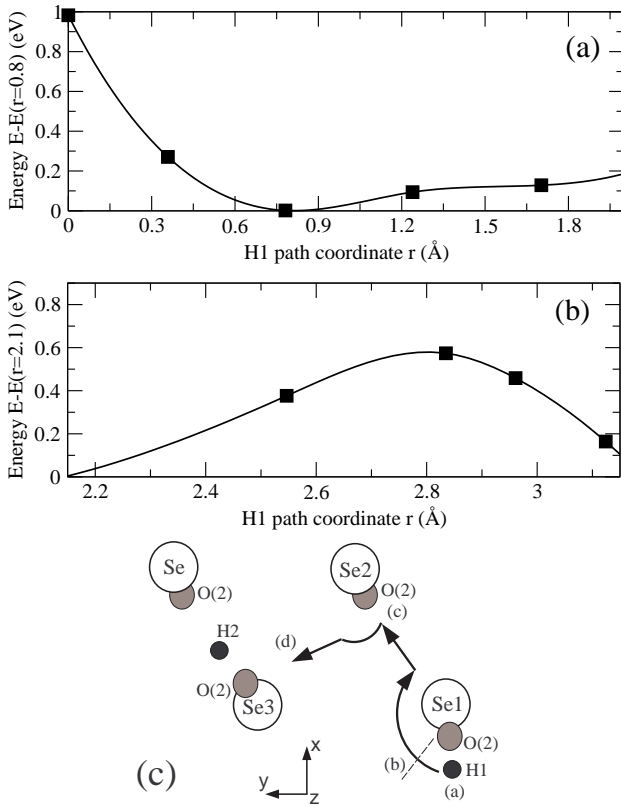 1
0.8
0.6
0.4
0.2
0
Energy E-E(r=0.8) (eV)
(a)
0 0.3 0.6 0.9 1.2 1.5 1.8
H1 path coordinate r (Å)
0.8
0.6
0.4
0.2
0
Energy E-E(r=2.1) (eV)
(b)
2.2 2.4 2.6 2.8 3
H1 path coordinate r (Å)
Se Se2
O(2) O(2)
(c)
(d)
H2
O(2)
Se3 Se1
O(2)
(b) H1
(a)
(c)
x
y z